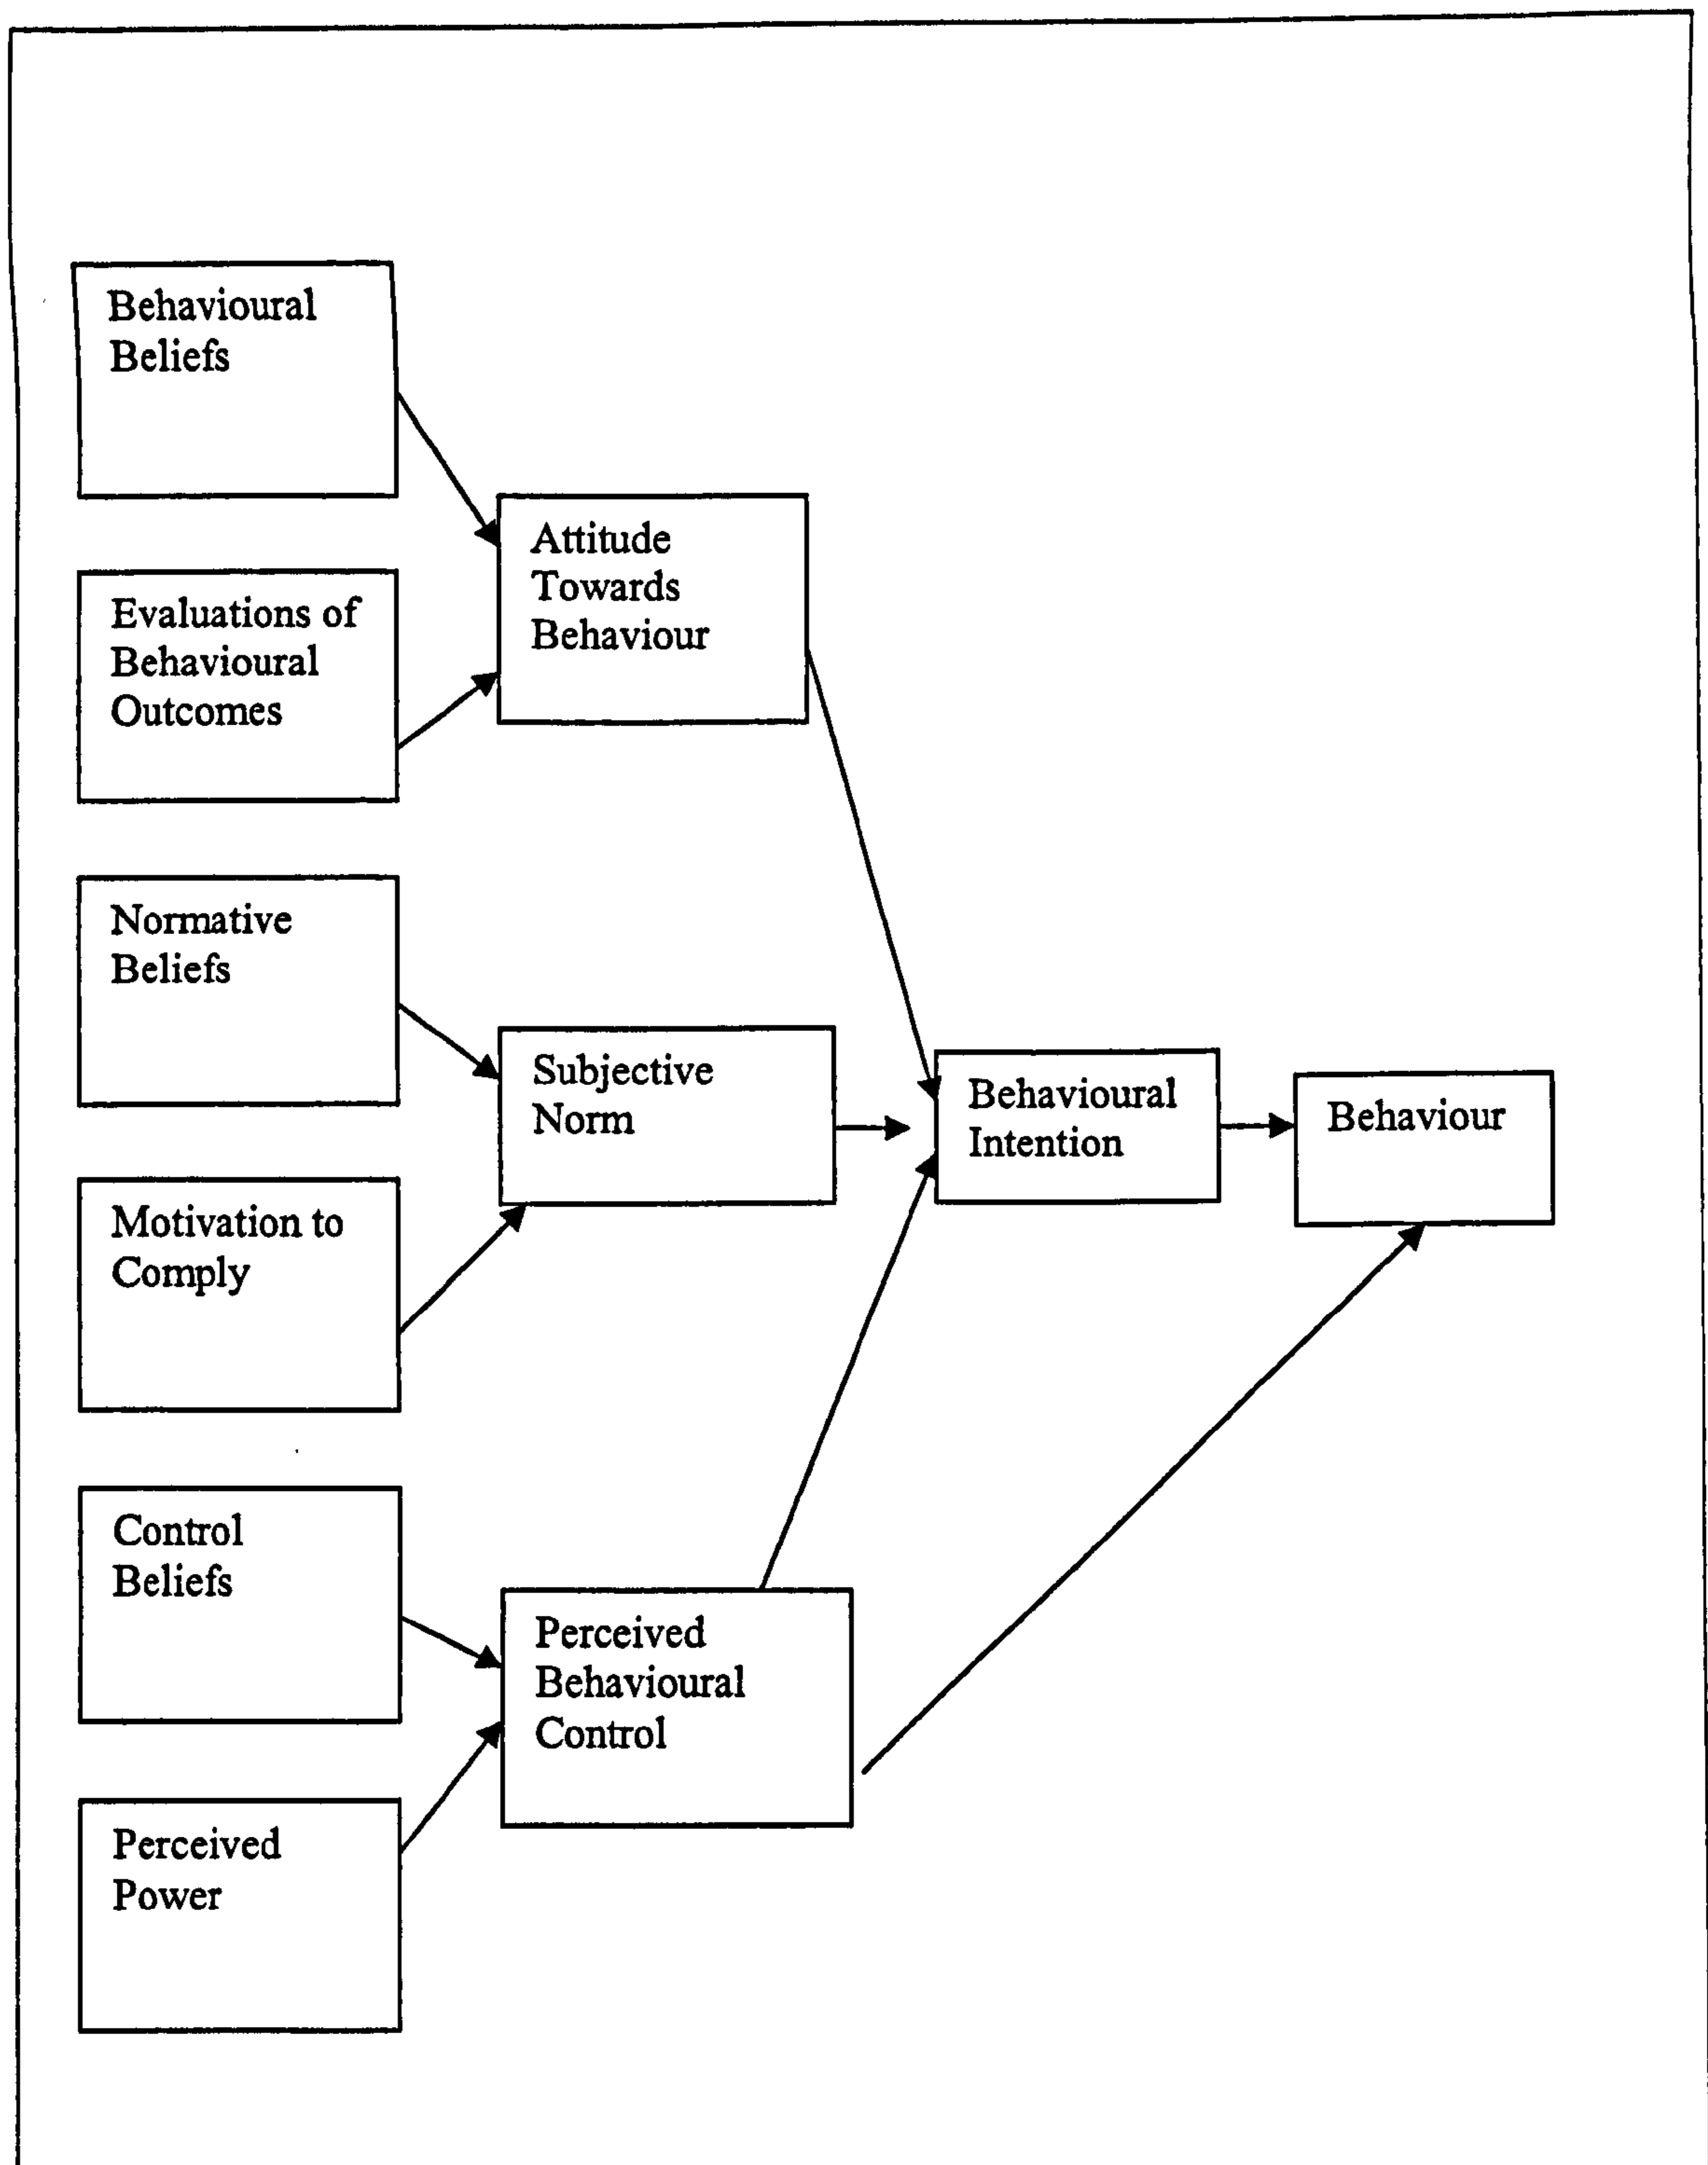 Behavioural
Beliefs
Evaluations of
Behavioural
Outcomes
Attitude
Towards
Behaviour
Normative
Beliefs
Subjective
Norm
Motivation to
Comply
Behavioural
Intention
Behaviour
Control
Beliefs
Perceived
Behavioural
Control
Perceived
Power